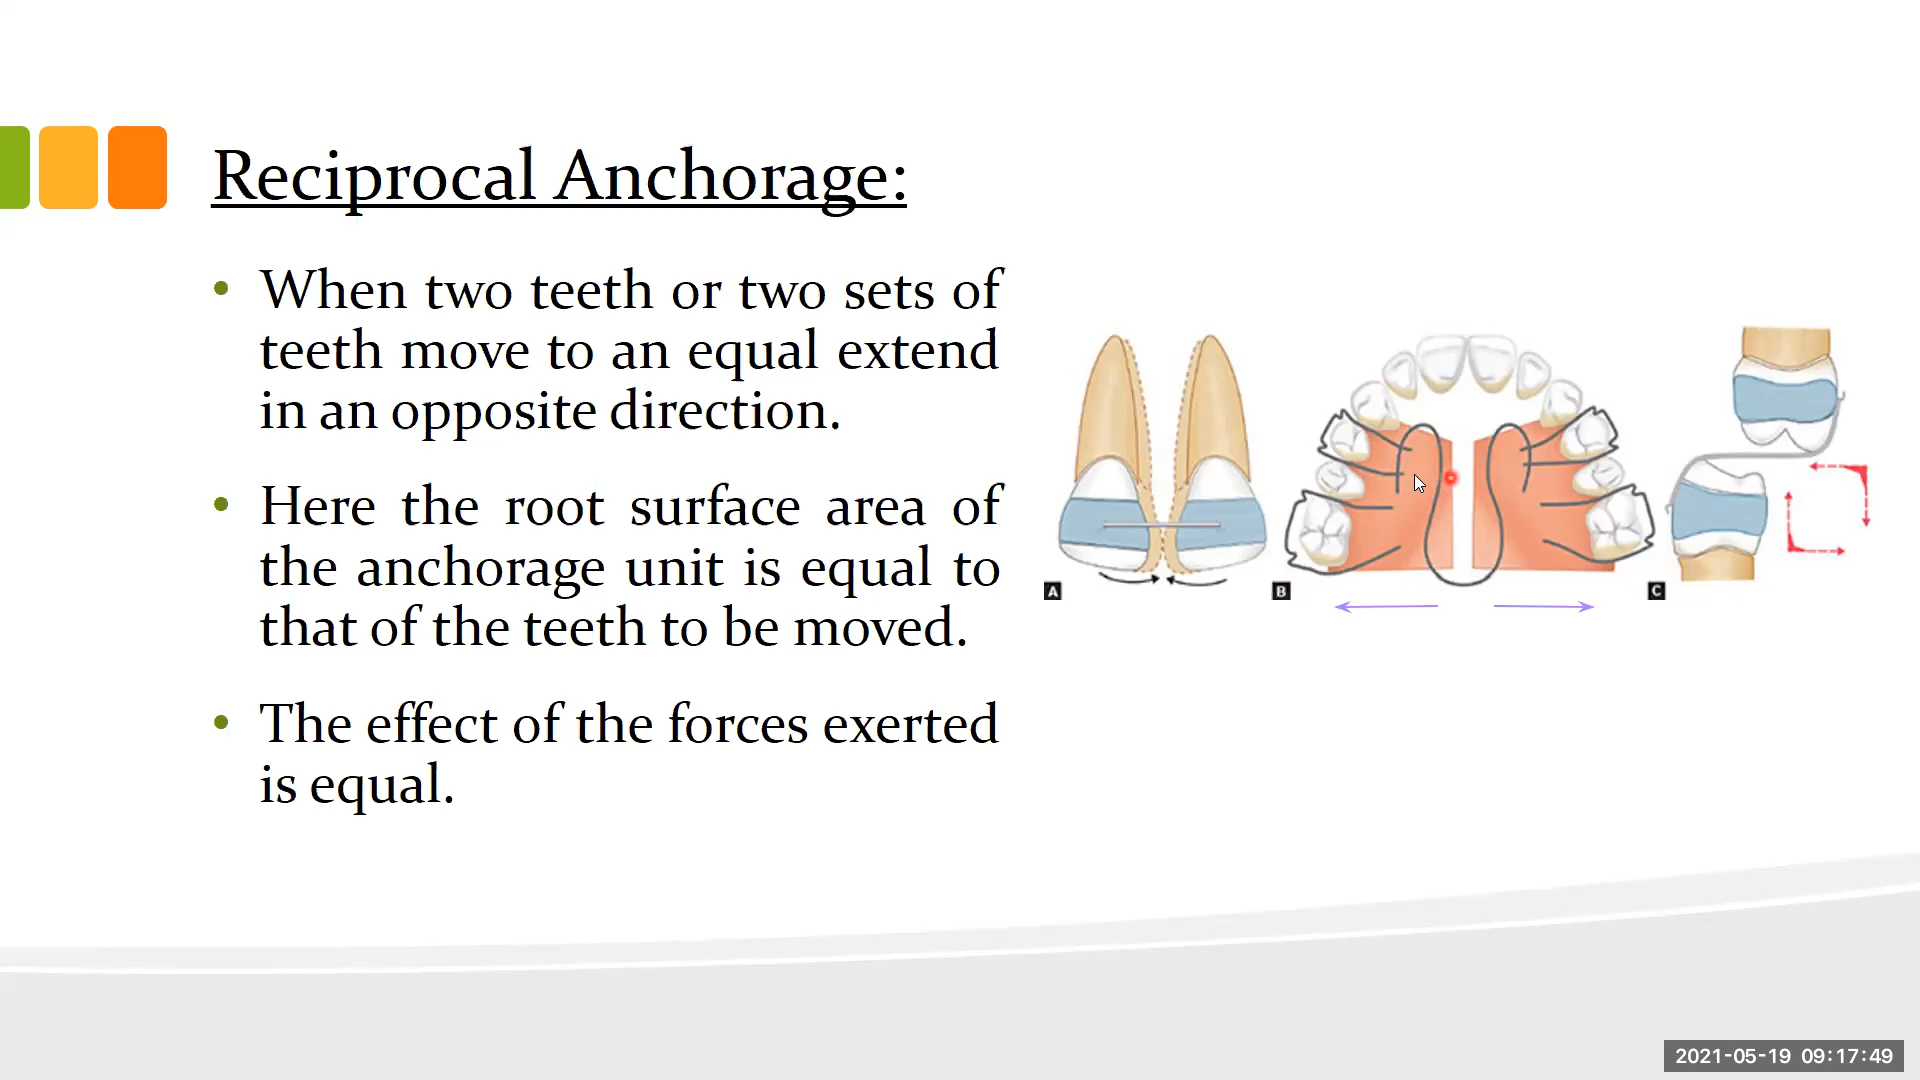 Reciprocal Anchorage:
• When two teeth or two sets of
teeth move to an equal extend
in an opposite direction.
• Here the root surface area of
the anchorage unit is equal to
that of the teeth to be moved.
• The effect of the forces exerted
is equal.
A
B
C
2021-05-19 09:17:49